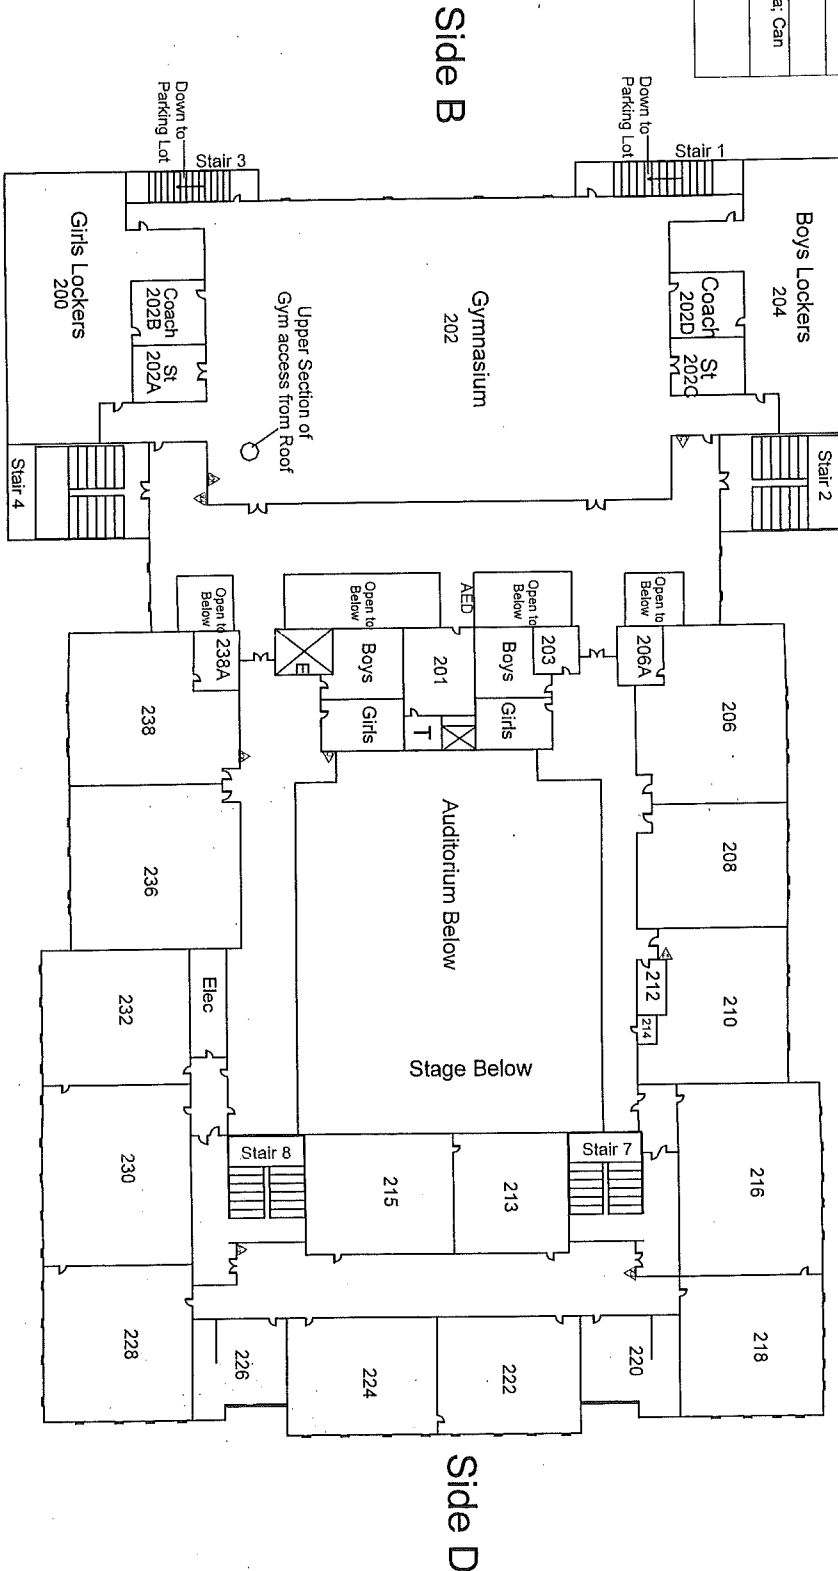 a; Can
Side B
Down to
Parking Lot
Stair 3
Down to
Parking Lot
Stair 1
Girls Lockers
200
Coach
202B
St
202A
Gymnasium
202
Upper Section of
Gym access from Roof
Coach
202D
St
202C
Boys Lockers
204
Stair 4
Stair 2
Open to
Below
Open to
Below
AED
Open to
Below
Open to
Below
238A
E
Boys
201
Boys
203
206A
Girls
T
Girls
238
206
236
Auditorium Below
208
232
Elec
Stage Below
212
214
210
230
Stair 8
215
213
Stair 7
216
228
226
224
222
220
218
Side D